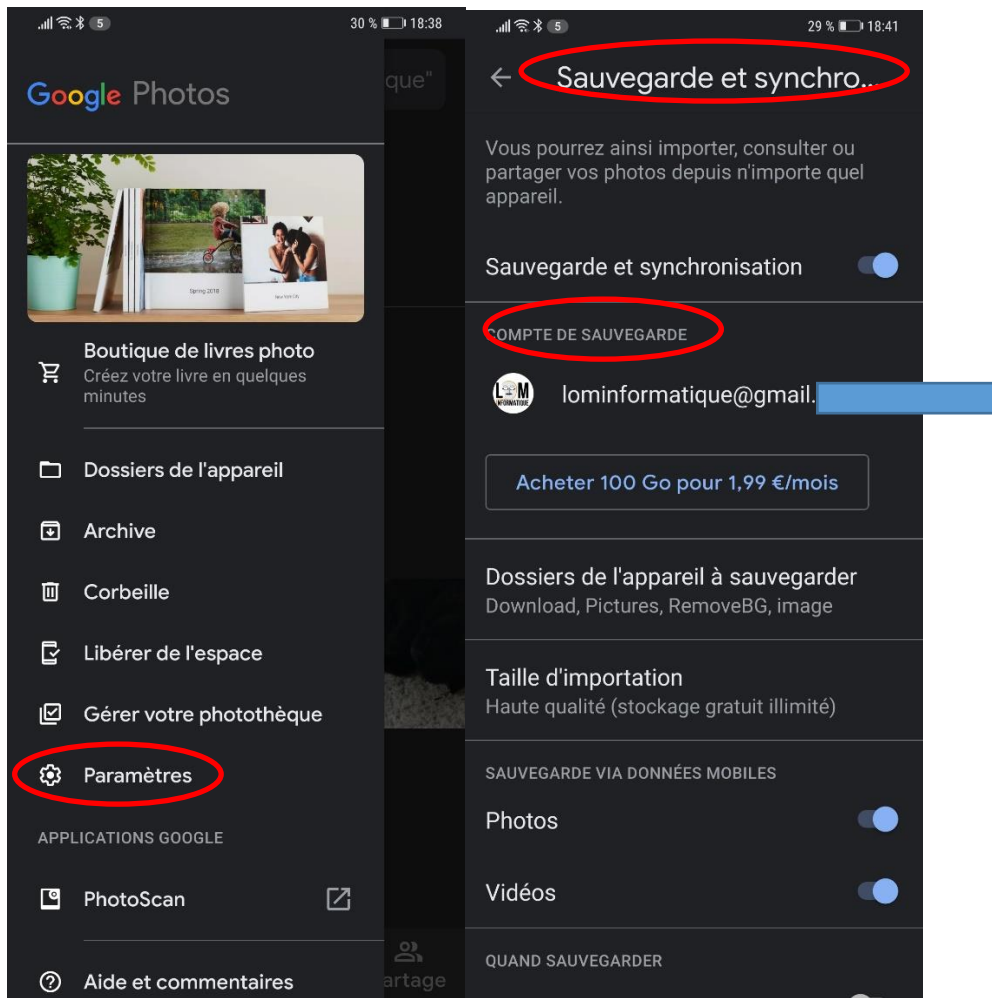 5
30 % 18:38
Google Photos
que"
Spring 2018
New York City
Boutique de livres photo
Créez votre livre en quelques
minutes
Dossiers de l'appareil
Archive
Corbeille
Libérer de l'espace
Gérer votre photothèque
Paramètres
APPLICATIONS GOOGLE
PhotoScan
Aide et commentaires
artage
5
29 % 18:41
Sauvegarde et synchro...
Vous pourrez ainsi importer, consulter ou
partager vos photos depuis n'importe quel
appareil.
Sauvegarde et synchronisation
COMPTE DE SAUVEGARDE
LOM
INFORMATIQUE
lominformatique@gmail.
Acheter 100 Go pour 1,99 €/mois
Dossiers de l'appareil à sauvegarder
Download, Pictures, RemoveBG, image
Taille d'importation
Haute qualité (stockage gratuit illimité)
SAUVEGARDE VIA DONNÉES MOBILES
Photos
Vidéos
QUAND SAUVEGARDER